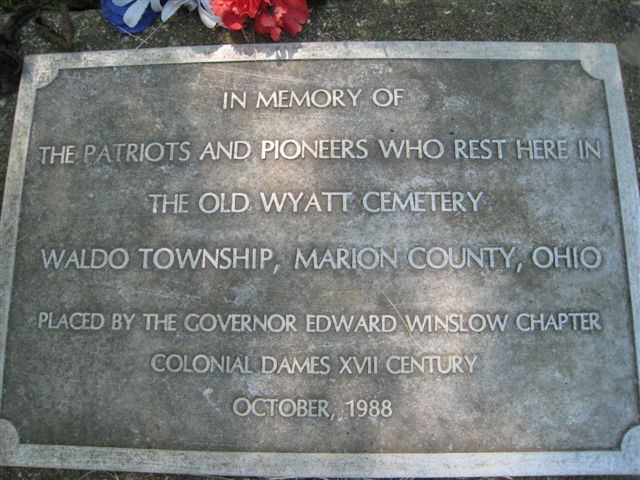 IN MEMORY OF
THE PATRIOTS AND PIONEERS WHO REST HERE IN
THE OLD WYATT CEMETERY
WALDO TOWNSHIP, MARION COUNTY, OHIO
PLACED BY THE GOVERNOR EDWARD WINSLOW CHAPTER
COLONIAL DAMES XVII CENTURY
OCTOBER, 1988